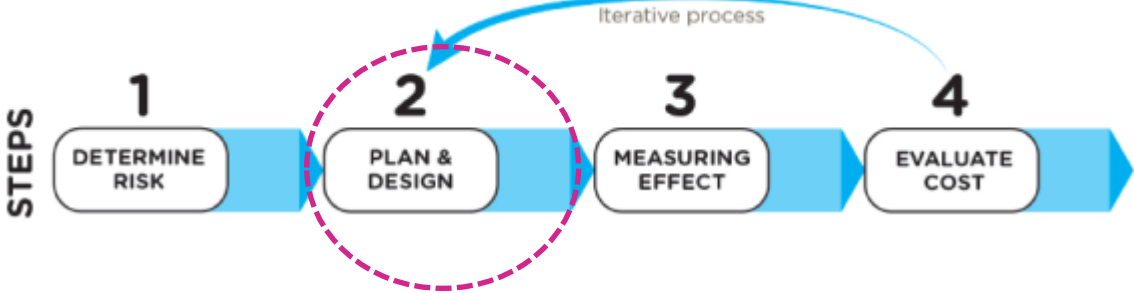 Iterative process
STEPS
1
DETERMINE
RISK
2
PLAN &
DESIGN
3
MEASURING
EFFECT
4
EVALUATE
COST